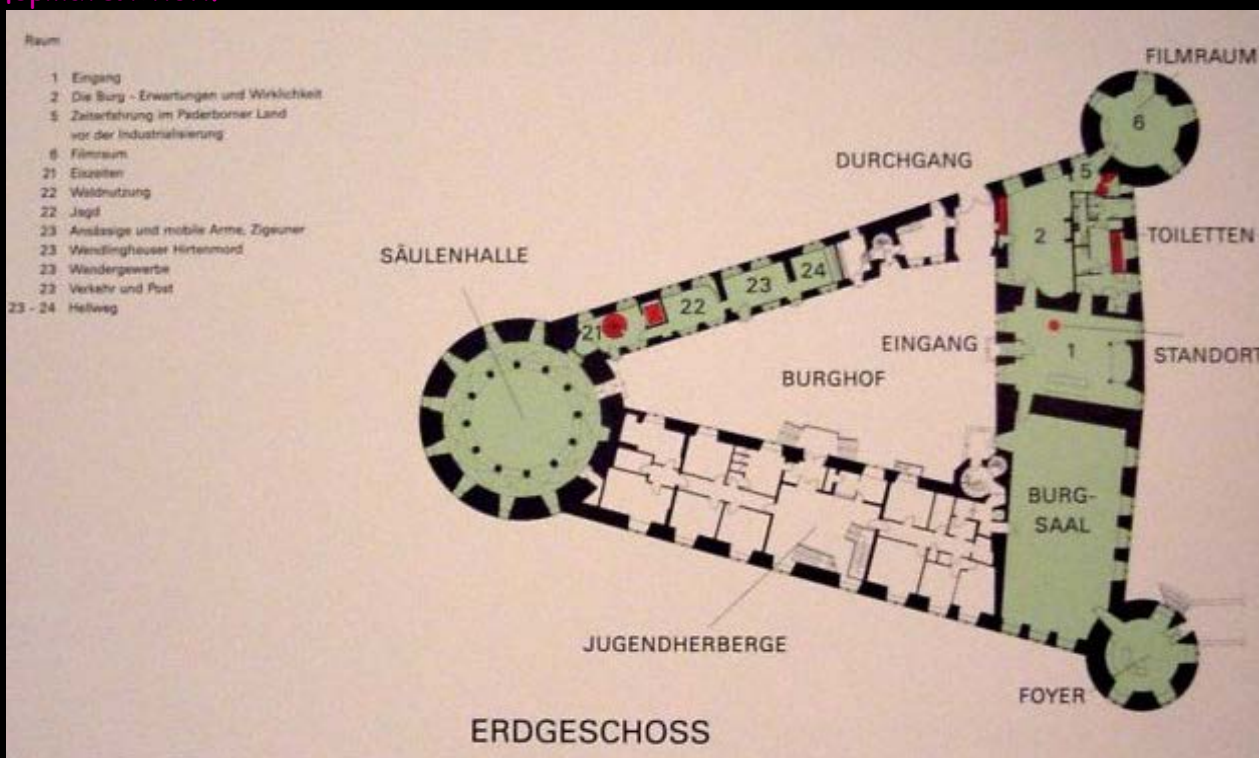 Raum
1 Eingang
2 Die Burg - Erwartungen und Wirklichkeit
5 Zeiterfahrung im Paderborner Land
vor der Industrialisierung
6 Filmraum
21 Eiszeiten
22 Waldnutzung
22 Jagd
23 Ansässige und mobile Arme, Zigeuner
23 Wendlinghauser Hirtenmord
23 Wandergewerbe
23 Verkehr und Post
23 - 24 Hellweg
FILMRAUM
6
DURCHGANG
5
SÄULENHALLE
2
TOILETTEN
24
23
22
21
EINGANG
1
STANDORT
BURGHOF
BURG-
SAAL
JUGENDHERBERGE
FOYER
ERDGESCHOSS